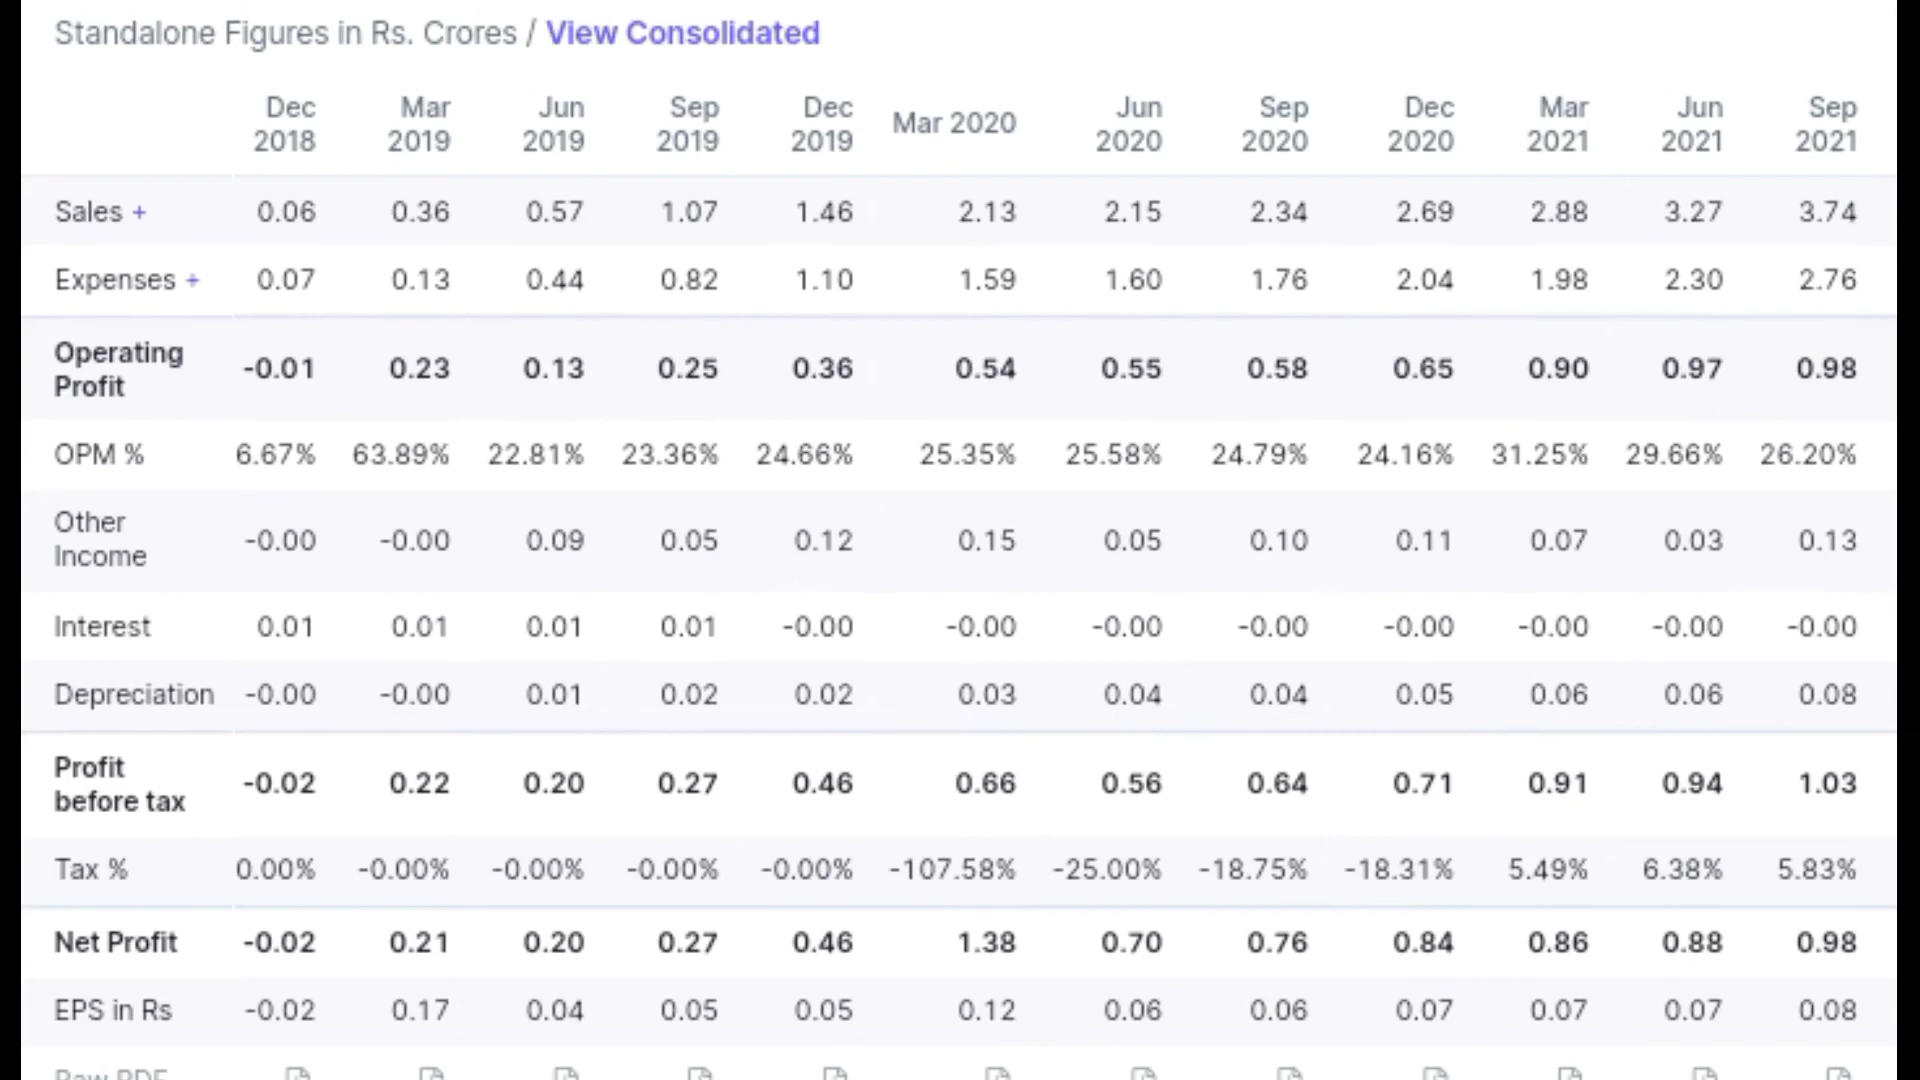 Standalone Figures in Rs. Crores / View Consolidated
Dec 2018 Mar 2019 Jun 2019 Sep 2019 Dec 2019 Mar 2020 Jun 2020 Sep 2020 Dec 2020 Mar 2021 Jun 2021 Sep 2021
Sales + 0.06 0.36 0.57 1.07 1.46 2.13 2.15 2.34 2.69 2.88 3.27 3.74
Expenses + 0.07 0.13 0.44 0.82 1.10 1.59 1.60 1.76 2.04 1.98 2.30 2.76
Operating Profit -0.01 0.23 0.13 0.25 0.36 0.54 0.55 0.58 0.65 0.90 0.97 0.98
OPM % 6.67% 63.89% 22.81% 23.36% 24.66% 25.35% 25.58% 24.79% 24.16% 31.25% 29.66% 26.20%
Other Income -0.00 -0.00 0.09 0.05 0.12 0.15 0.05 0.10 0.11 0.07 0.03 0.13
Interest 0.01 0.01 0.01 0.01 -0.00 -0.00 -0.00 -0.00 -0.00 -0.00 -0.00 -0.00
Depreciation -0.00 -0.00 0.01 0.02 0.02 0.03 0.04 0.04 0.05 0.06 0.06 0.08
Profit before tax -0.02 0.22 0.20 0.27 0.46 0.66 0.56 0.64 0.71 0.91 0.94 1.03
Tax % 0.00% -0.00% -0.00% -0.00% -0.00% -107.58% -25.00% -18.75% -18.31% 5.49% 6.38% 5.83%
Net Profit -0.02 0.21 0.20 0.27 0.46 1.38 0.70 0.76 0.84 0.86 0.88 0.98
EPS in Rs -0.02 0.17 0.04 0.05 0.05 0.12 0.06 0.06 0.07 0.07 0.07 0.08